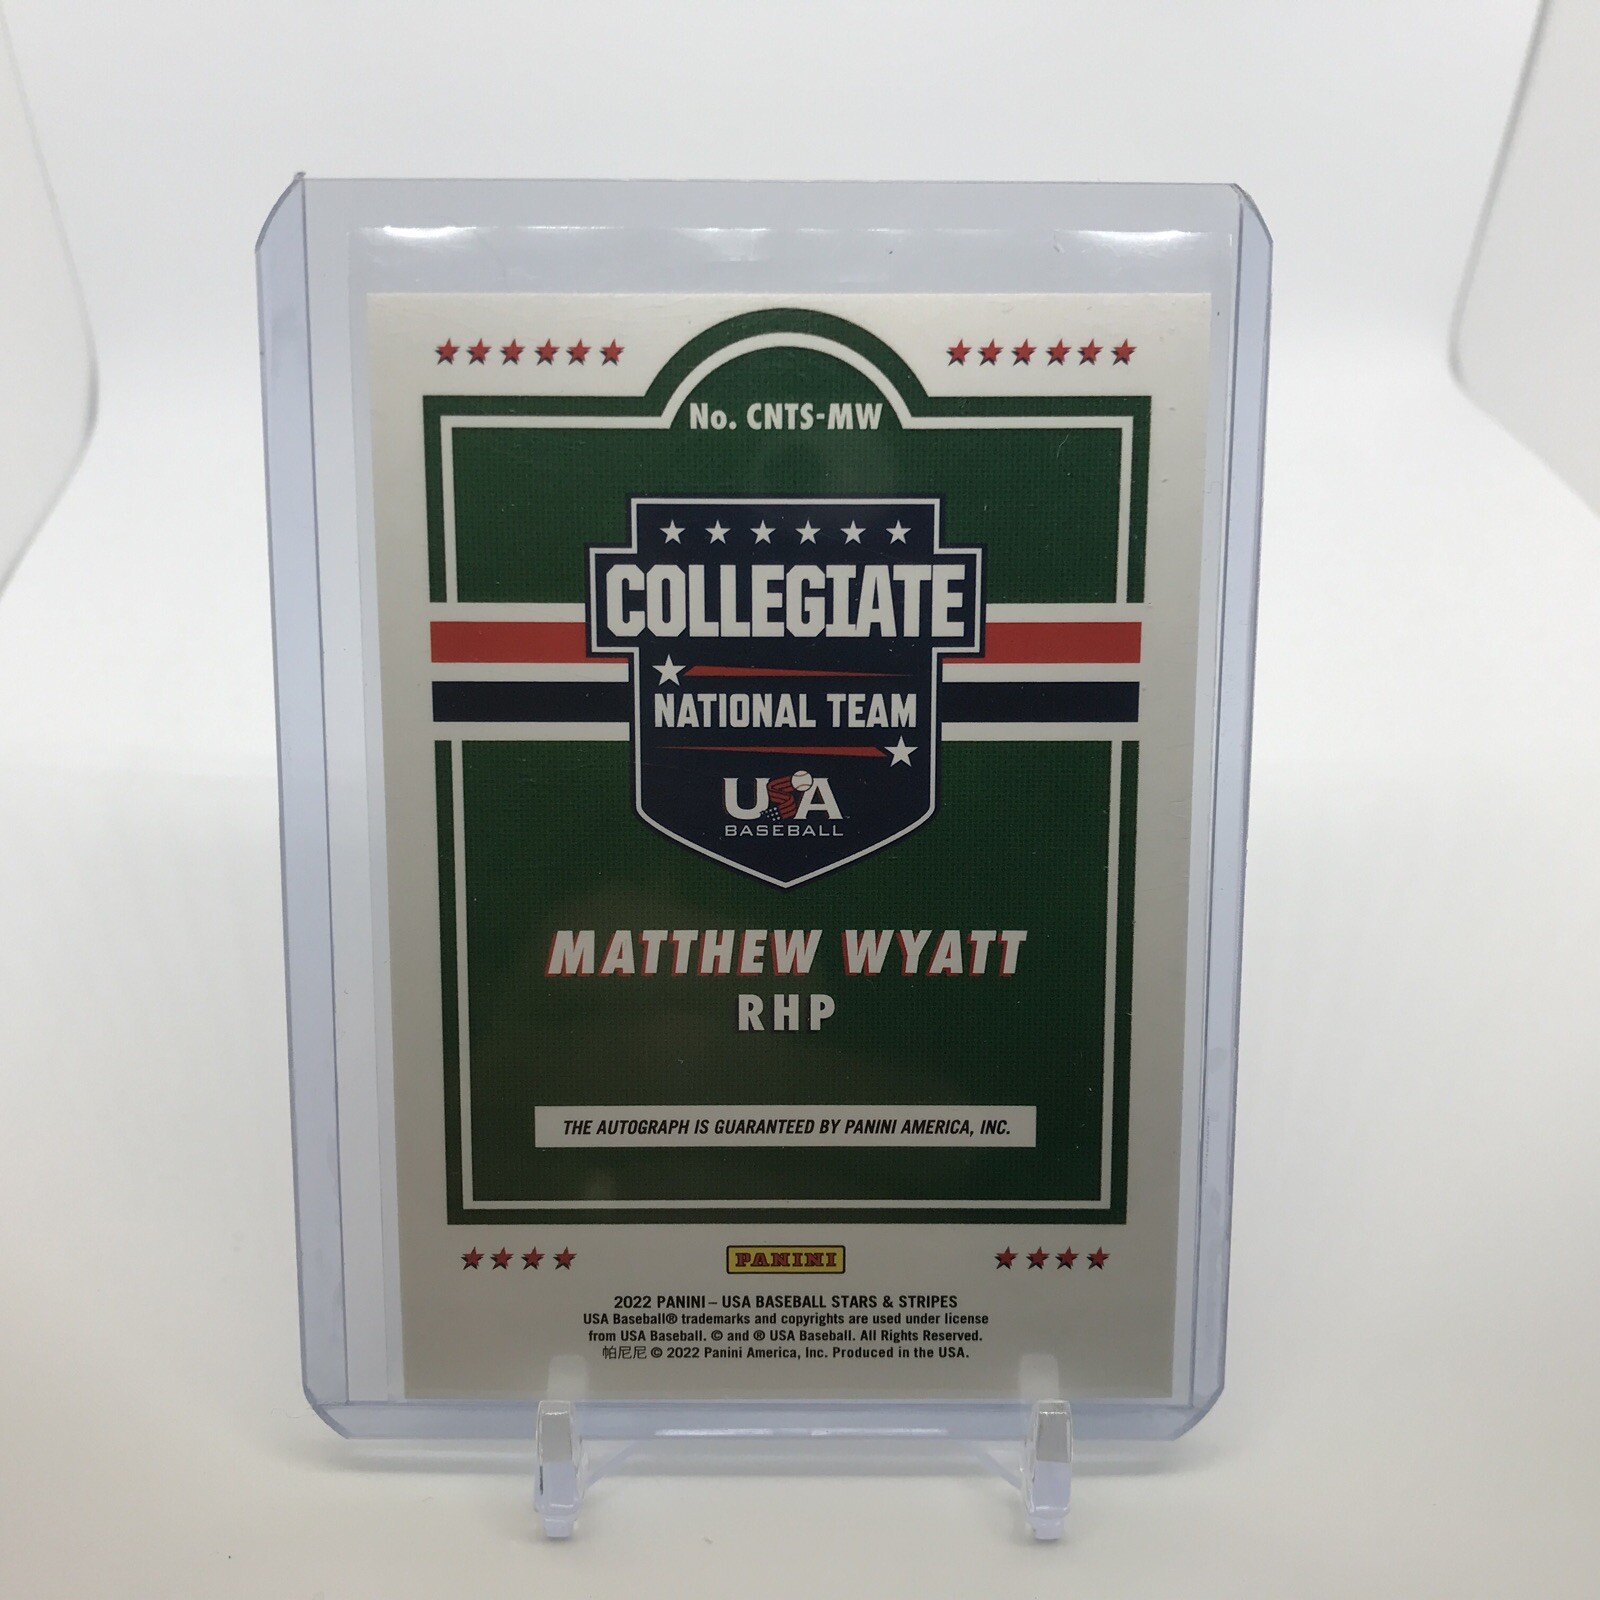 No. CNTS-MW
COLLEGIATE
NATIONAL TEAM
USA
BASEBALL
MATTHEW WYATT
RHP
THE AUTOGRAPH IS GUARANTEED BY PANINI AMERICA, INC.
PANINI
2022 PANINI – USA BASEBALL STARS & STRIPES
USA Baseball® trademarks and copyrights are used under license
from USA Baseball. © and ® USA Baseball. All Rights Reserved.
帕尼尼 © 2022 Panini America, Inc. Produced in the USA.